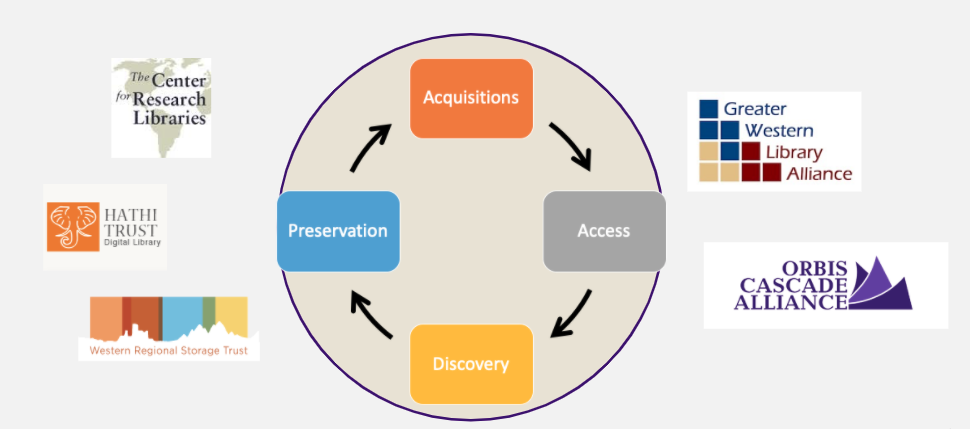 The Center
for Research
Libraries
HATHI
TRUST
Digital Library
Western Regional Storage Trust
Acquisitions
Preservation
Access
Discovery
Greater
Western
Library
Alliance
ORBIS
CASCADE
ALLIANCE